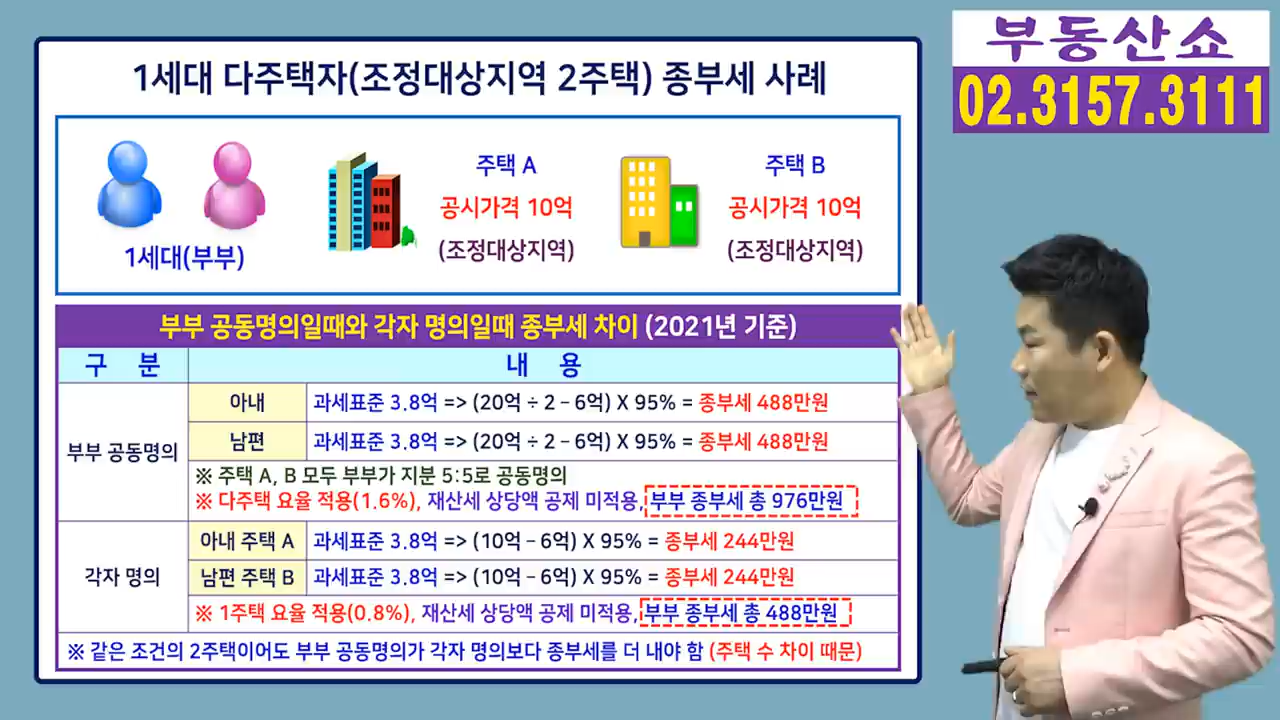 부동산쇼
02.3157.3111
1세대 다주택자(조정대상지역 2주택) 종부세 사례
1세대(부부)
주택 A
공시가격 10억
(조정대상지역)
주택 B
공시가격 10억
(조정대상지역)
부부 공동명의일때와 각자 명의일때 종부세 차이 (2021년 기준)
구 분 내 용
부부 공동명의
아내 과세표준 3.8억 => (20억 ÷ 2 – 6억) X 95% = 종부세 488만원
남편 과세표준 3.8억 => (20억 ÷ 2 – 6억) X 95% = 종부세 488만원
※ 주택 A, B 모두 부부가 지분 5:5로 공동명의
※ 다주택 요율 적용(1.6%), 재산세 상당액 공제 미적용, 부부 종부세 총 976만원
각자 명의
아내 주택 A 과세표준 3.8억 => (10억 – 6억) X 95% = 종부세 244만원
남편 주택 B 과세표준 3.8억 => (10억 – 6억) X 95% = 종부세 244만원
※ 1주택 요율 적용(0.8%), 재산세 상당액 공제 미적용, 부부 종부세 총 488만원
※ 같은 조건의 2주택이어도 부부 공동명의가 각자 명의보다 종부세를 더 내야 함 (주택 수 차이 때문)